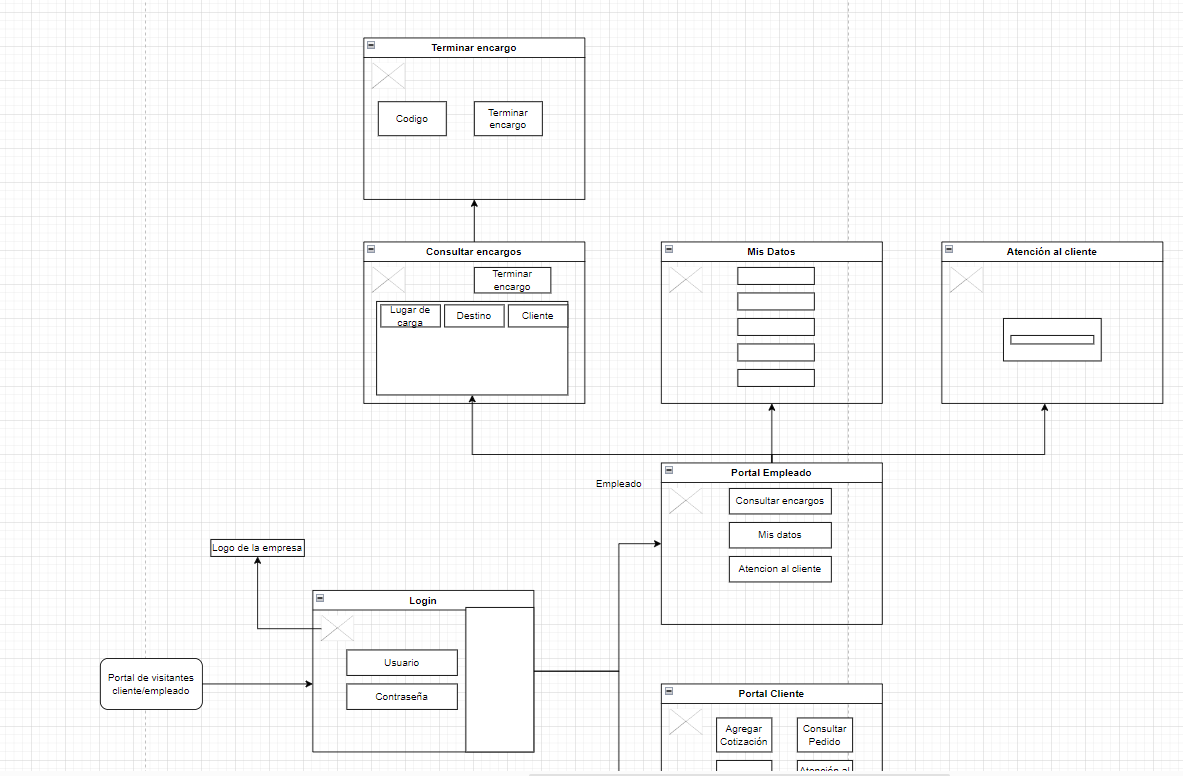 Terminar encargo
Codigo
Terminar
encargo
Consultar encargos
Terminar
encargo
Lugar de
carga
Destino
Cliente
Mis Datos
Atención al cliente
Empleado
Portal Empleado
Consultar encargos
Mis datos
Atencion al cliente
Logo de la empresa
Login
Usuario
Contraseña
Portal de visitantes
cliente/empleado
Portal Cliente
Agregar
Cotización
Consultar
Pedido
Atención al